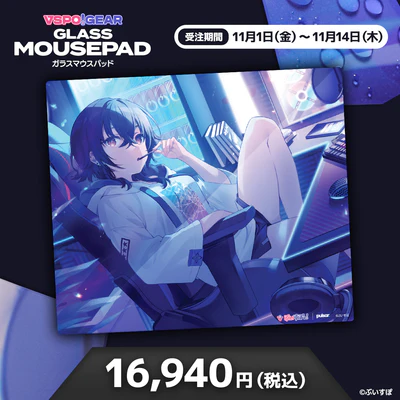 VSPO! GEAR
GLASS
MOUSEPAD
ガラスマウスパッド
受注期間 11月1日(金)～11月14日(木)
pulsar
16,940円(税込)
©ぶいすぽ